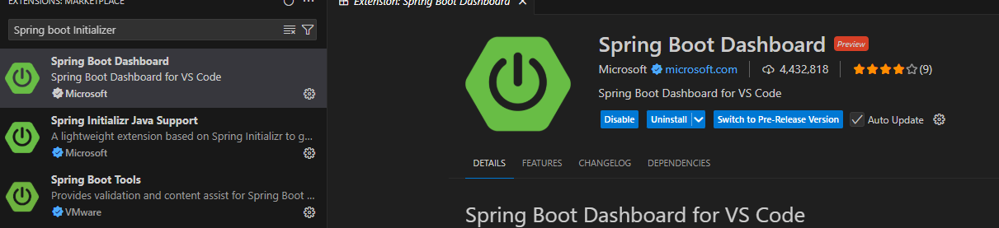 EXTENSIONS: MARKETPLACE
Spring boot Initializer
Spring Boot Dashboard
Spring Boot Dashboard for VS Code
Microsoft
Spring Initializr Java Support
A lightweight extension based on Spring Initializr to g...
Microsoft
Spring Boot Tools
Provides validation and content assist for Spring Boot ...
VMware
Extension: Spring Boot Dashboard
Spring Boot Dashboard Preview
Microsoft microsoft.com 4,432,818 (9)
Spring Boot Dashboard for VS Code
Disable Uninstall Switch to Pre-Release Version Auto Update
DETAILS FEATURES CHANGELOG DEPENDENCIES
Spring Boot Dashboard for VS Code